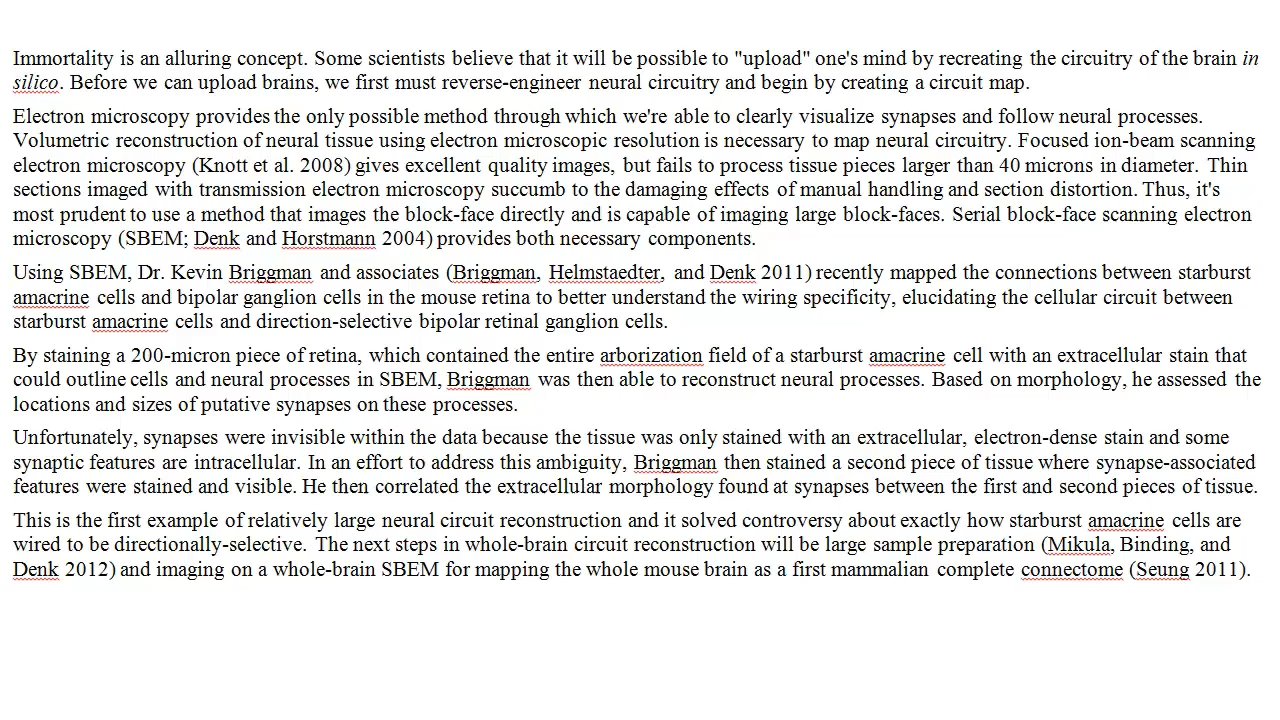 Immortality is an alluring concept. Some scientists believe that it will be possible to "upload" one's mind by recreating the circuitry of the brain in
silico. Before we can upload brains, we first must reverse-engineer neural circuitry and begin by creating a circuit map.
Electron microscopy provides the only possible method through which we're able to clearly visualize synapses and follow neural processes.
Volumetric reconstruction of neural tissue using electron microscopic resolution is necessary to map neural circuitry. Focused ion-beam scanning
electron microscopy (Knott et al. 2008) gives excellent quality images, but fails to process tissue pieces larger than 40 microns in diameter. Thin
sections imaged with transmission electron microscopy succumb to the damaging effects of manual handling and section distortion. Thus, it's
most prudent to use a method that images the block-face directly and is capable of imaging large block-faces. Serial block-face scanning electron
microscopy (SBEM; Denk and Horstmann 2004) provides both necessary components.
Using SBEM, Dr. Kevin Briggman and associates (Briggman, Helmstaedter, and Denk 2011) recently mapped the connections between starburst
amacrine cells and bipolar ganglion cells in the mouse retina to better understand the wiring specificity, elucidating the cellular circuit between
starburst amacrine cells and direction-selective bipolar retinal ganglion cells.
By staining a 200-micron piece of retina, which contained the entire arborization field of a starburst amacrine cell with an extracellular stain that
could outline cells and neural processes in SBEM, Briggman was then able to reconstruct neural processes. Based on morphology, he assessed the
locations and sizes of putative synapses on these processes.
Unfortunately, synapses were invisible within the data because the tissue was only stained with an extracellular, electron-dense stain and some
synaptic features are intracellular. In an effort to address this ambiguity, Briggman then stained a second piece of tissue where synapse-associated
features were stained and visible. He then correlated the extracellular morphology found at synapses between the first and second pieces of tissue.
This is the first example of relatively large neural circuit reconstruction and it solved controversy about exactly how starburst amacrine cells are
wired to be directionally-selective. The next steps in whole-brain circuit reconstruction will be large sample preparation (Mikula, Binding, and
Denk 2012) and imaging on a whole-brain SBEM for mapping the whole mouse brain as a first mammalian complete connectome (Seung 2011).